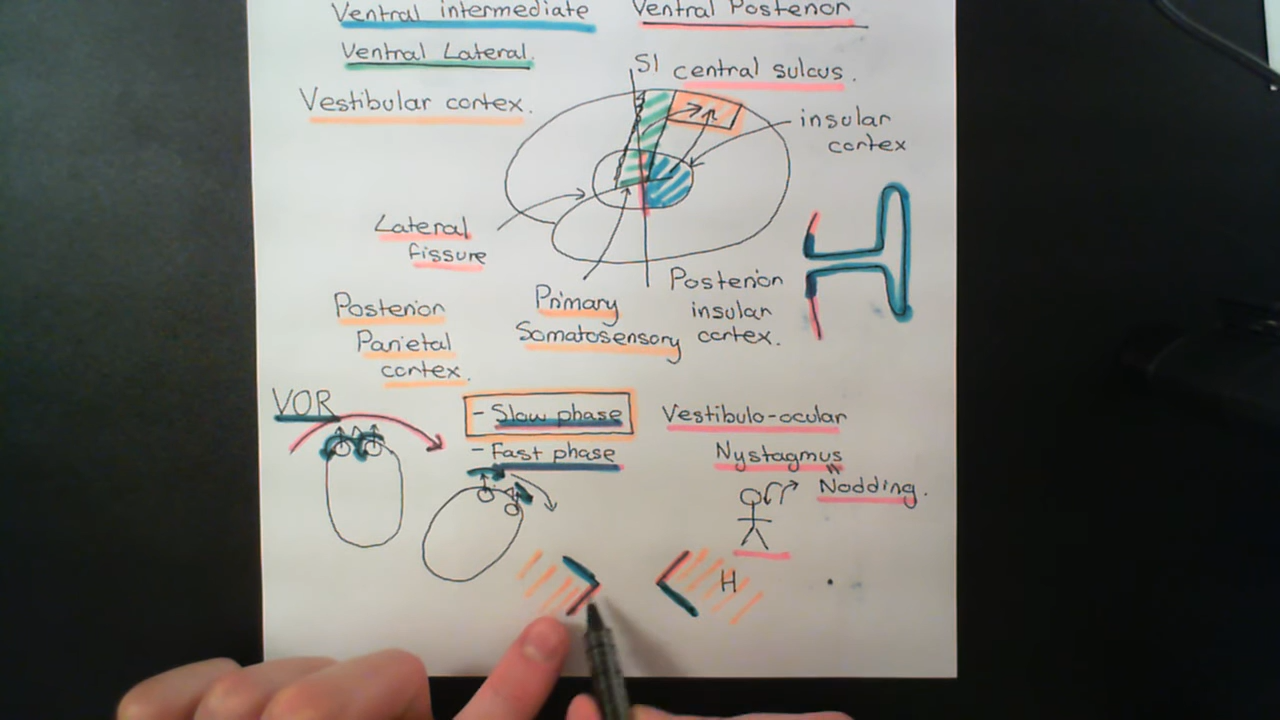 Ventral intermediate
Ventral Posterior
Ventral Lateral.
S1 central sulcus.
Vestibular cortex.
insular
cortex
Lateral
fissure
Posterior
Parietal
cortex.
Primary
Somatosensory
Posterior
insular
cortex.
VOR
- Slow phase
- Fast phase
Vestibulo-ocular
Nystagmus
"
Nodding.
H